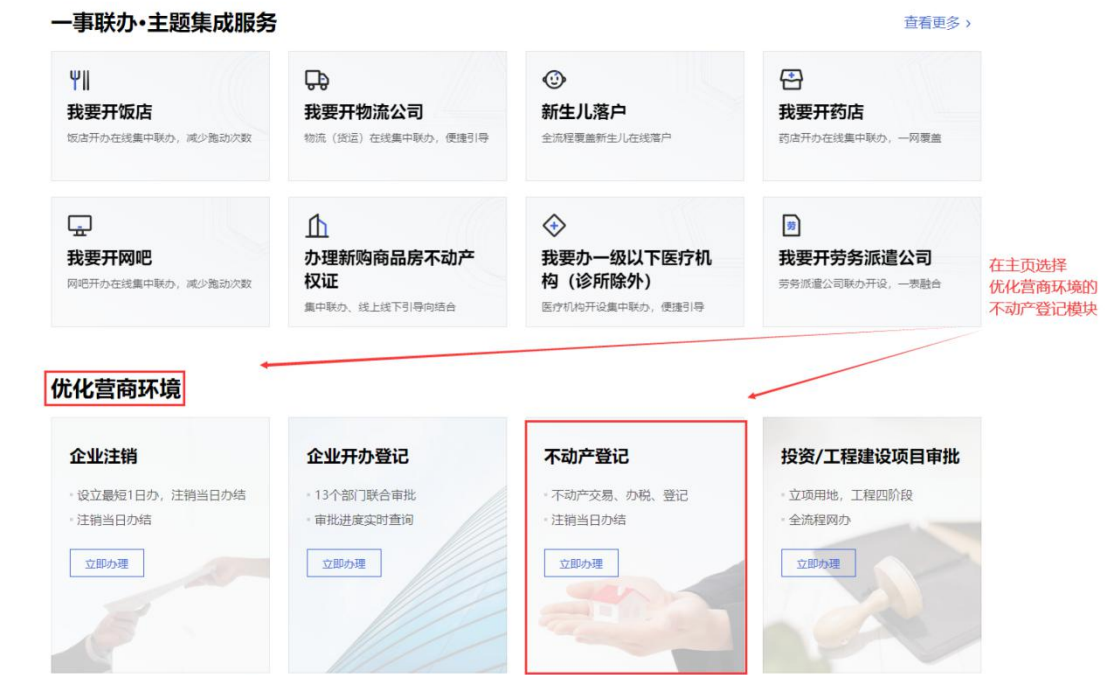 一事联办•主题集成服务
查看更多 ›
我要开饭店
饭店开办在线集中联办，减少跑动次数
我要开物流公司
物流（货运）在线集中联办，便捷引导
新生儿落户
全流程覆盖新生儿在线落户
我要开药店
药店开办在线集中联办，一网覆盖
我要开网吧
网吧开办在线集中联办，减少跑动次数
办理新购商品房不动产
权证
集中联办、线上线下引导向结合
我要办一级以下医疗机
构（诊所除外）
医疗机构开设集中联办，便捷引导
劳
我要开劳务派遣公司
劳务派遣公司联办开设，一表融合
在主页选择
优化营商环境的
不动产登记模块
优化营商环境
企业注销
设立最短1日办，注销当日办结
注销当日办结
立即办理
企业开办登记
13个部门联合审批
审批进度实时查询
立即办理
不动产登记
不动产交易、办税、登记
注销当日办结
立即办理
投资/工程建设项目审批
立项用地，工程四阶段
全流程网办
立即办理